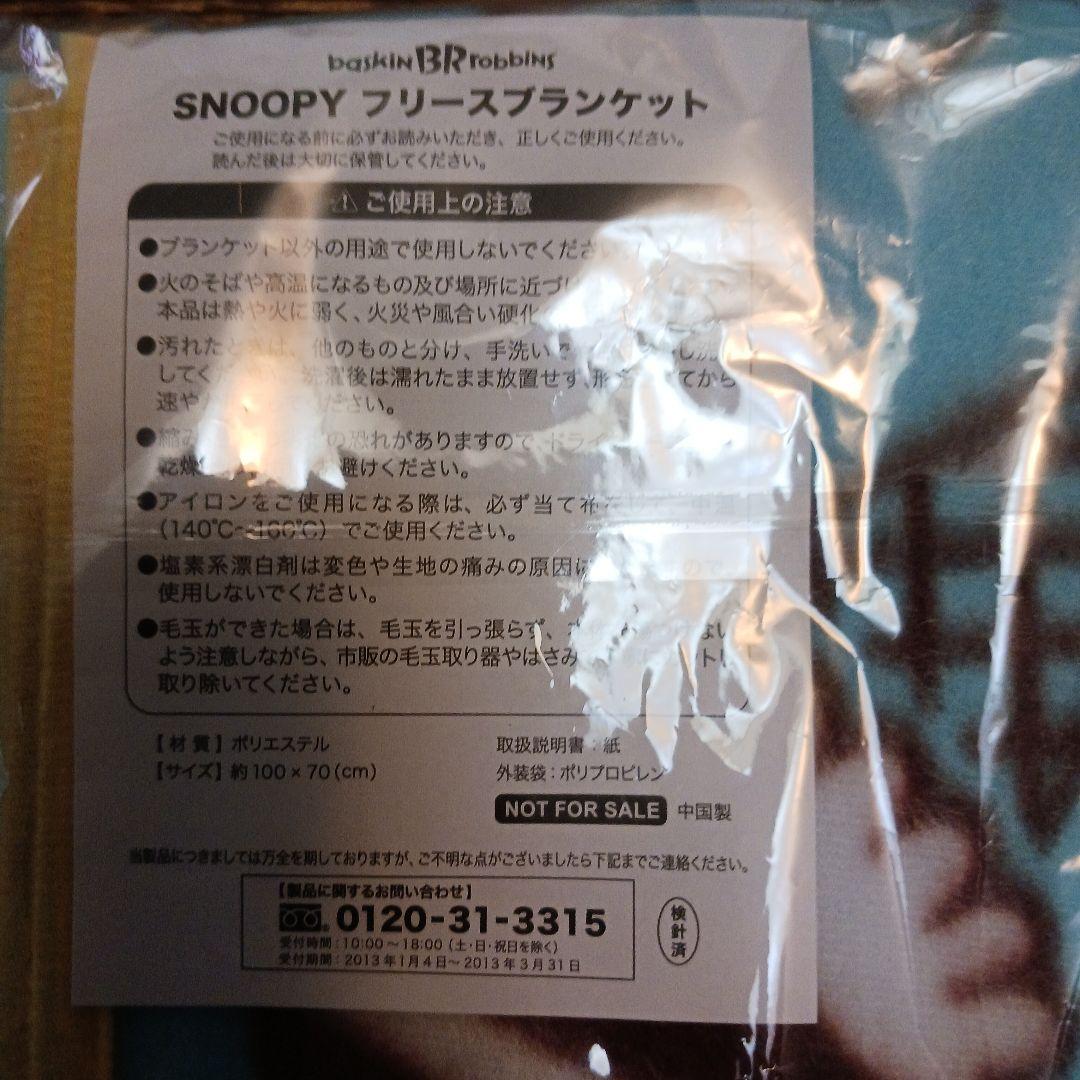 baskin BR robbins
SNOOPY フリースブランケット
ご使用になる前に必ずお読みいただき、正しくご使用ください。
読んだ後は大切に保管してください。
⚠ ご使用上の注意
●ブランケット以外の用途で使用しないでください
●火のそばや高温になるもの及び場所に近づ
本品は熱や火に弱く、火災や風合い硬化
●汚れたときは、他のものと分け、手洗い
して 洗濯後は濡れたまま放置せず、形 てから
速や ください。
● の恐れがありますので、ドライ
乾燥 避けください。
●アイロンをご使用になる際は、必ず当て布 中温
(140℃~160℃) でご使用ください。
●塩素系漂白剤は変色や生地の痛みの原因 ので、
使用しないでください。
●毛玉ができた場合は、毛玉を引っ張らず、 ない
よう注意しながら、市販の毛玉取り器やはさみ
取り除いてください。
【材質】ポリエステル
【サイズ】約100×70(cm)
取扱説明書:紙
外装袋:ポリプロピレン
NOT FOR SALE 中国製
当製品につきましては万全を期しておりますが、ご不明な点がございましたら下記までご連絡ください。
【製品に関するお問い合わせ】
0120-31-3315
受付時間:10:00~18:00(土・日・祝日を除く)
受付期間:2013年1月4日~2013年3月31日
検針済